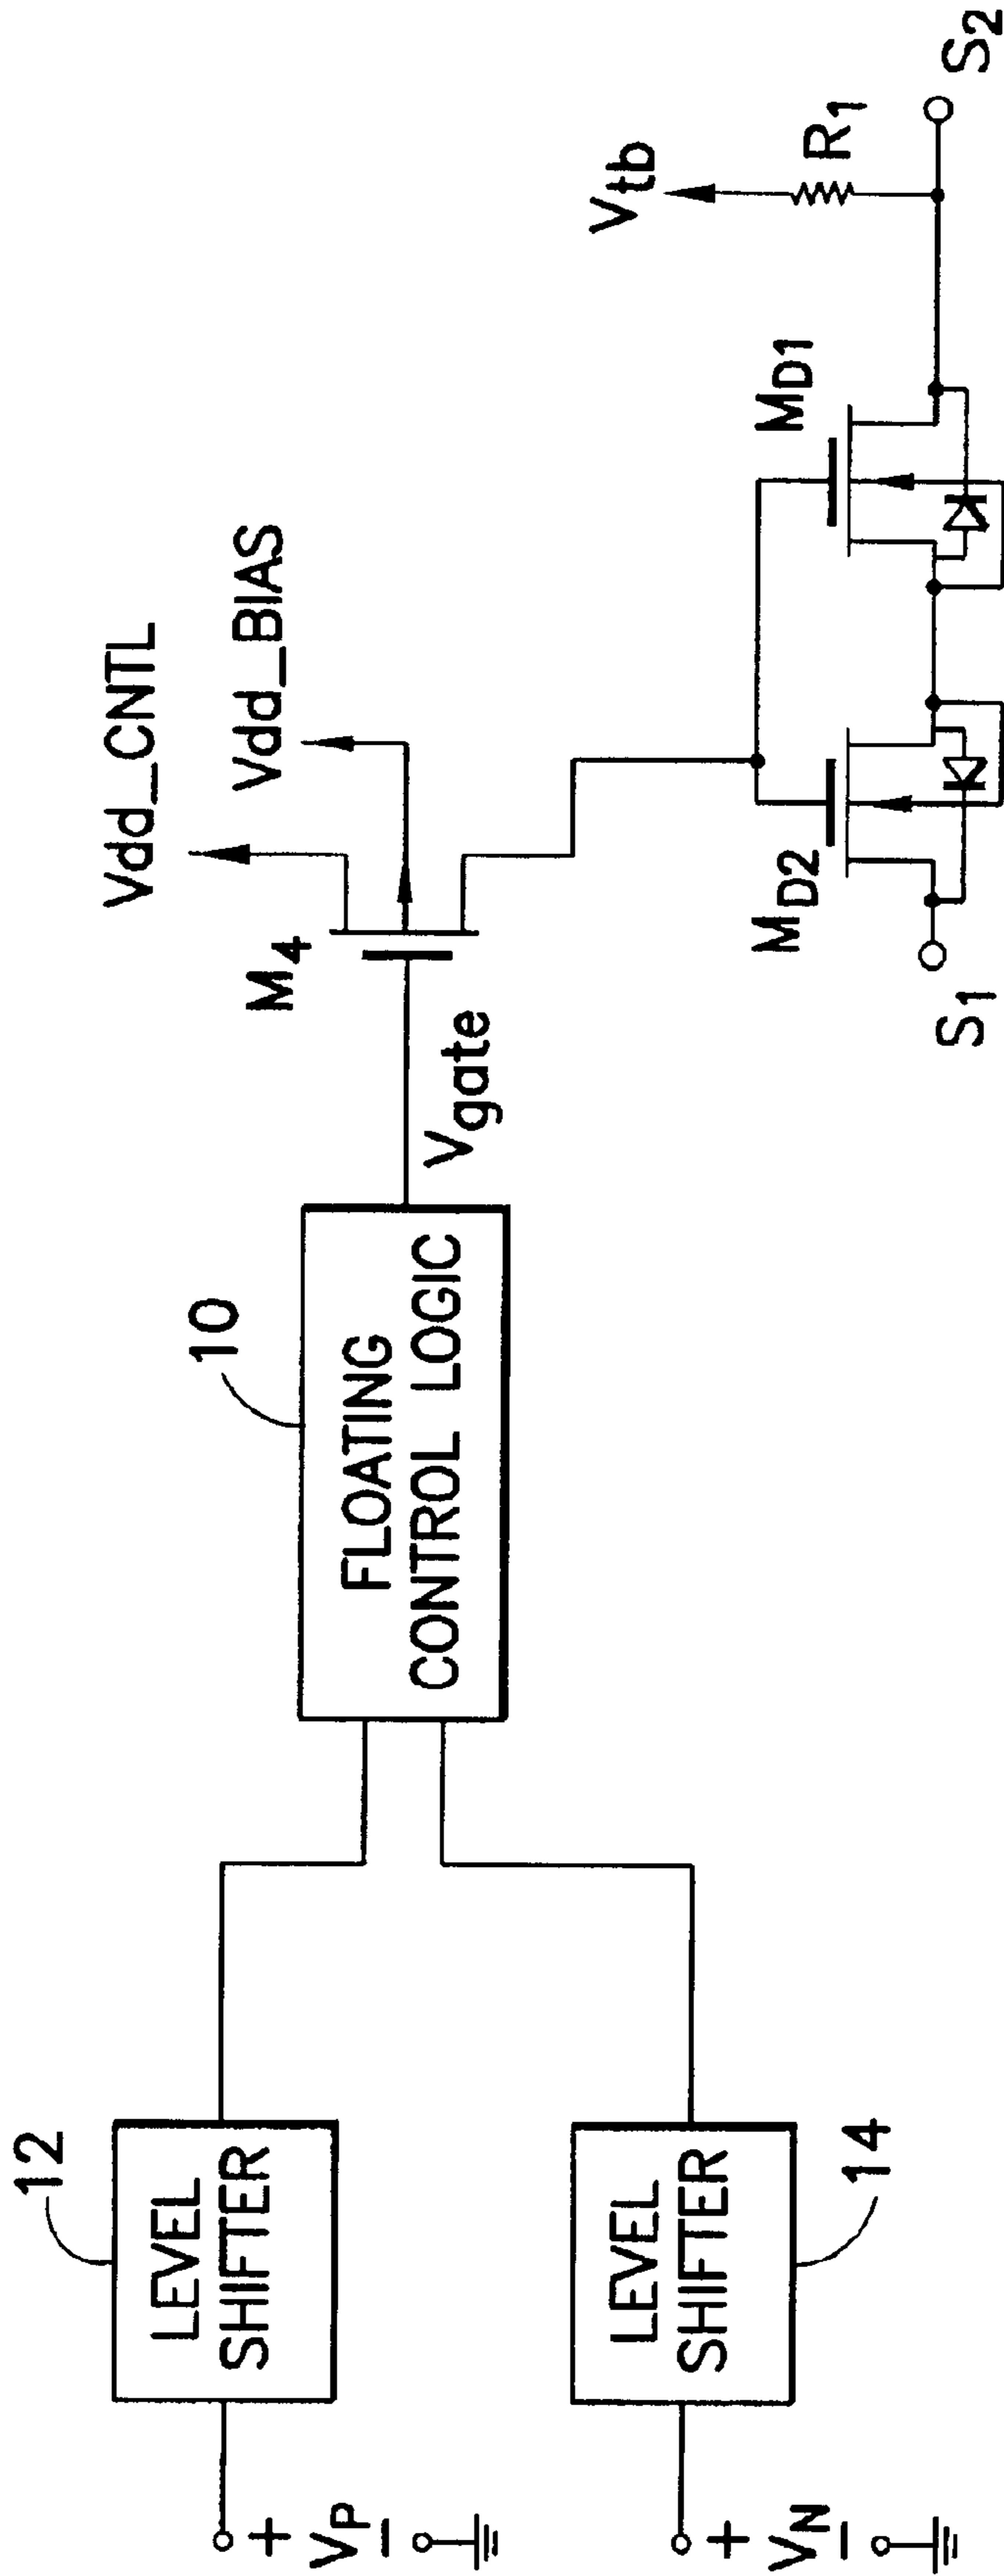 12
LEVEL
SHIFTER
+
VP
-
LEVEL
SHIFTER
14
+
VN
-
10
FLOATING
CONTROL LOGIC
Vgate
M4
Vdd_CNTL
Vdd_BIAS
MD2
MD1
S1
Vtb
R1
S2